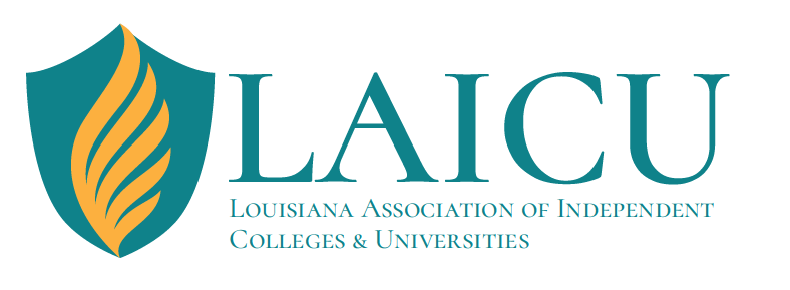 LAICU
Louisiana Association of Independent
Colleges & Universities